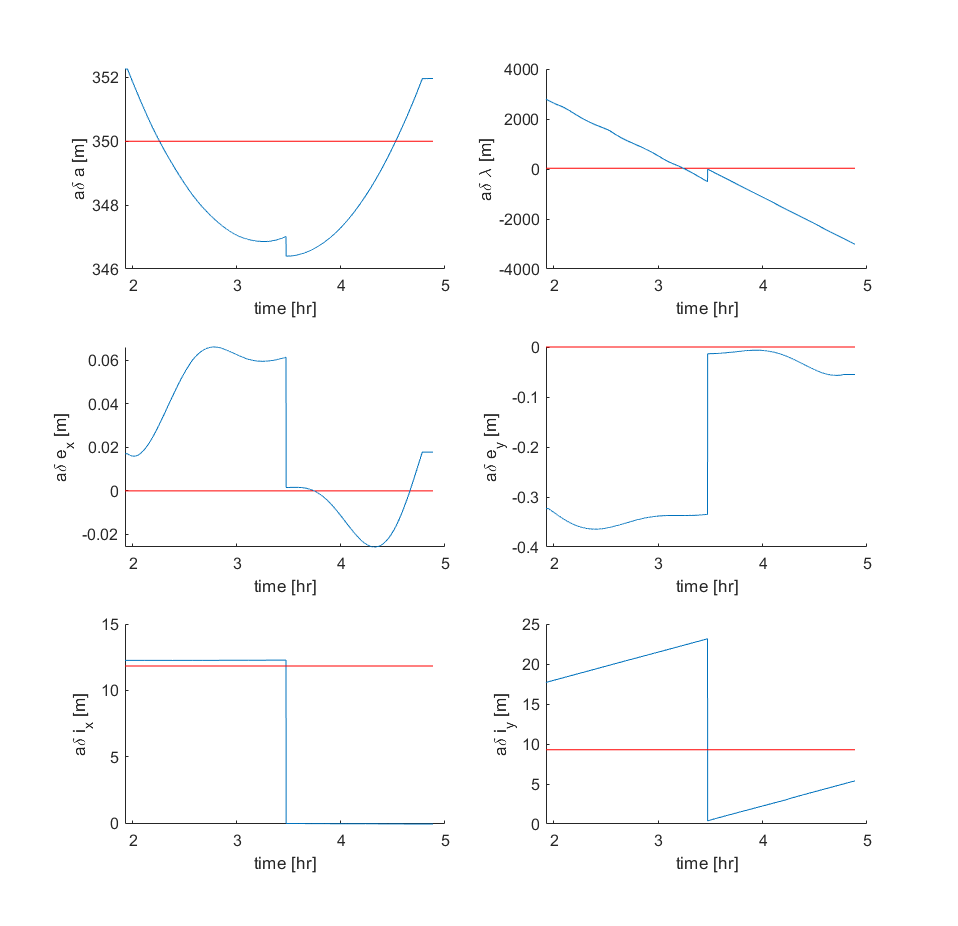 aδ a [m]
352
350
348
346
2 3 4 5
time [hr]
aδ λ [m]
4000
2000
0
-2000
-4000
2 3 4 5
time [hr]
aδ e_x [m]
0.06
0.04
0.02
0
-0.02
2 3 4 5
time [hr]
aδ e_y [m]
0
-0.1
-0.2
-0.3
-0.4
2 3 4 5
time [hr]
aδ i_x [m]
15
10
5
0
2 3 4 5
time [hr]
aδ i_y [m]
25
20
15
10
5
0
2 3 4 5
time [hr]